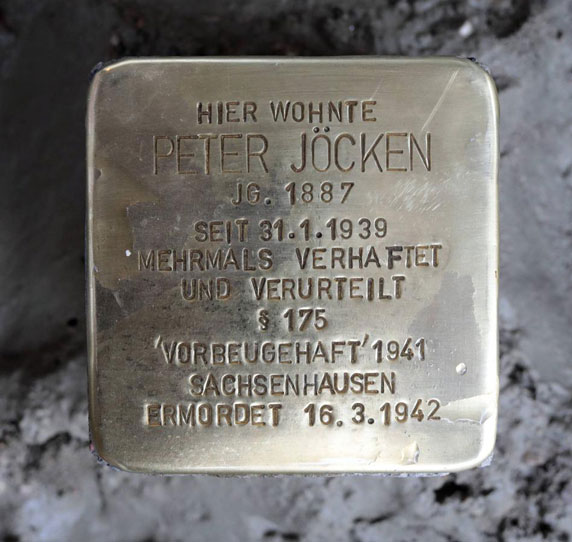 HIER WOHNTE
PETER JÖCKEN
JG. 1887
SEIT 31.1.1939
MEHRMALS VERHAFTET
UND VERURTEILT
§ 175
'VORBEUGEHAFT' 1941
SACHSENHAUSEN
ERMORDET 16.3.1942